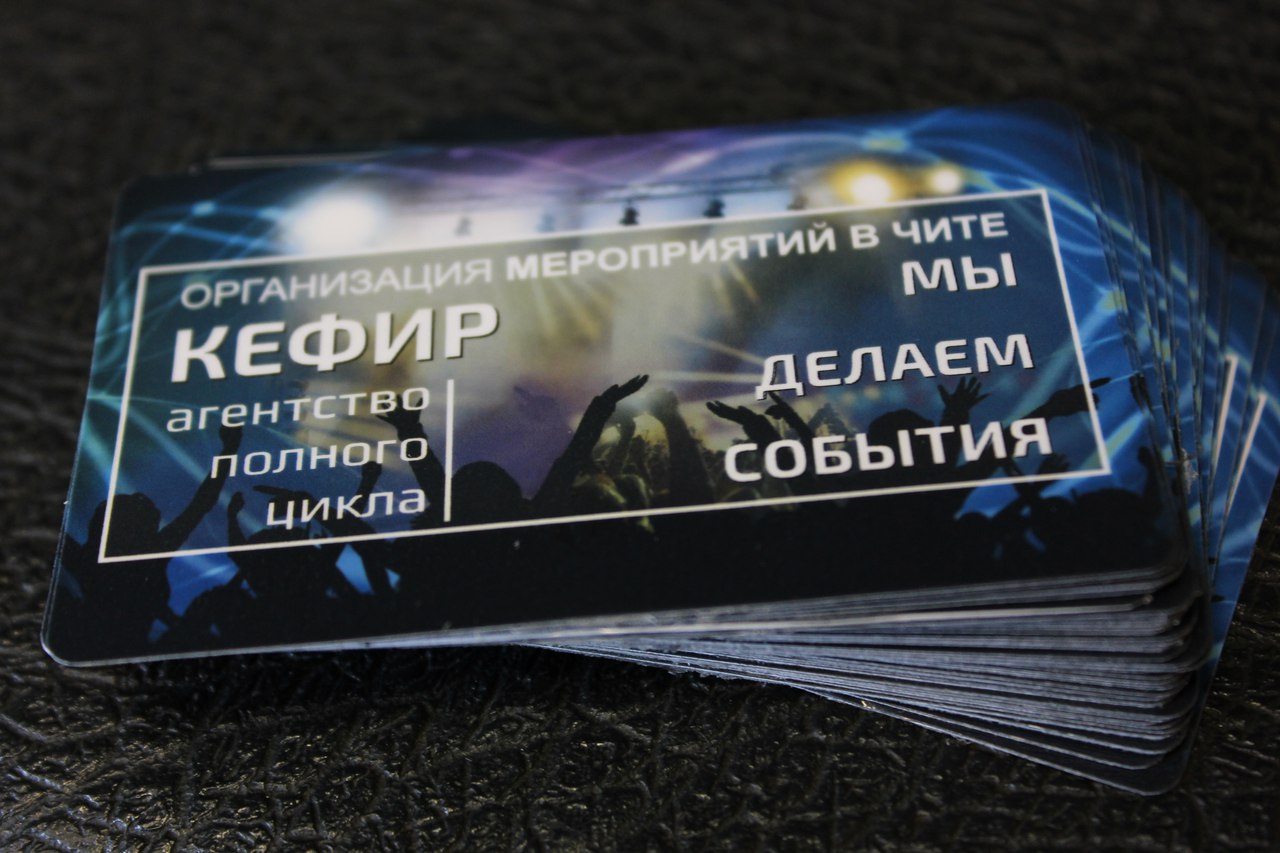 ОРГАНИЗАЦИЯ МЕРОПРИЯТИЙ В ЧИТЕ
КЕФИР
агентство
полного
цикла
МЫ
ДЕЛАЕМ
СОБЫТИЯ